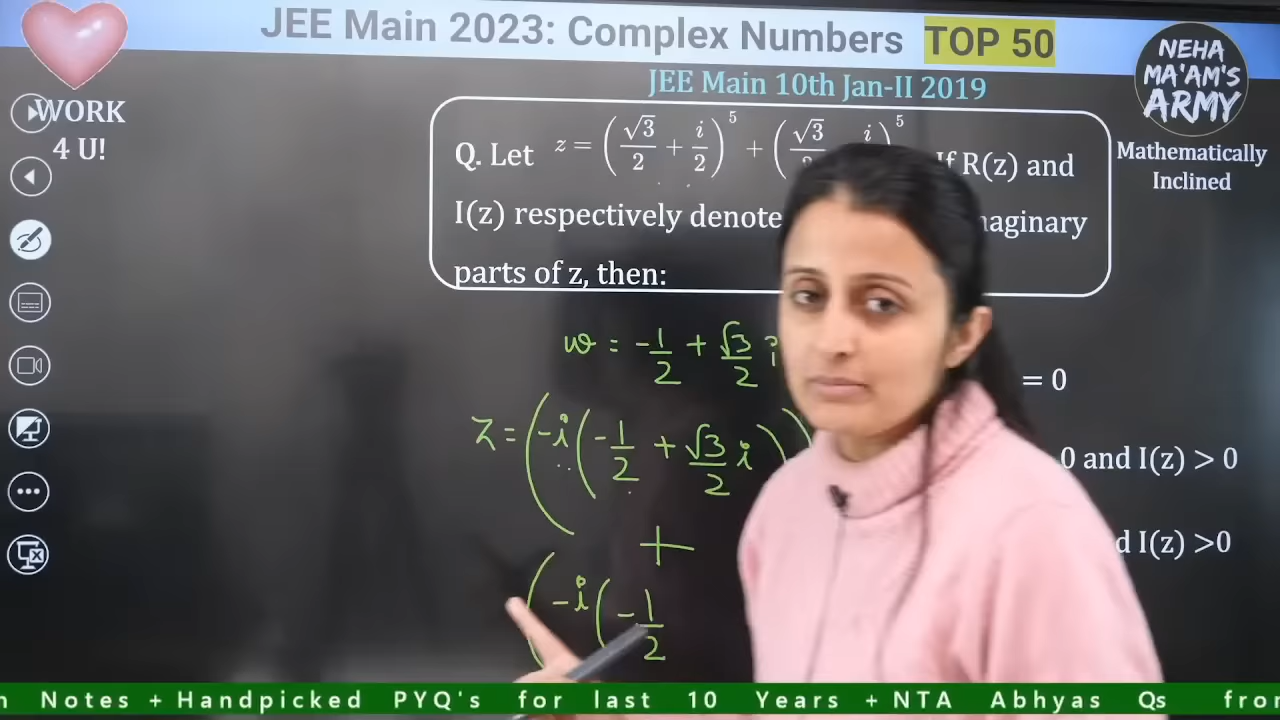 JEE Main 2023: Complex Numbers TOP 50
WORK
4 U!
NEHA
MA'AM'S
ARMY
Mathematically
Inclined
JEE Main 10th Jan-II 2019
Q. Let z = (√3/2 + i/2)^5 + (√3/ i/ )^5 If R(z) and
I(z) respectively denote
parts of z, then:
= 0
0 and I(z) > 0
I(z) >0
w = -1/2 + √3/2 i
z = (-i(-1/2 + √3/2 i)
+
(-i(-1/2
Notes + Handpicked PYQ's for last 10 Years + NTA Abhyas Qs